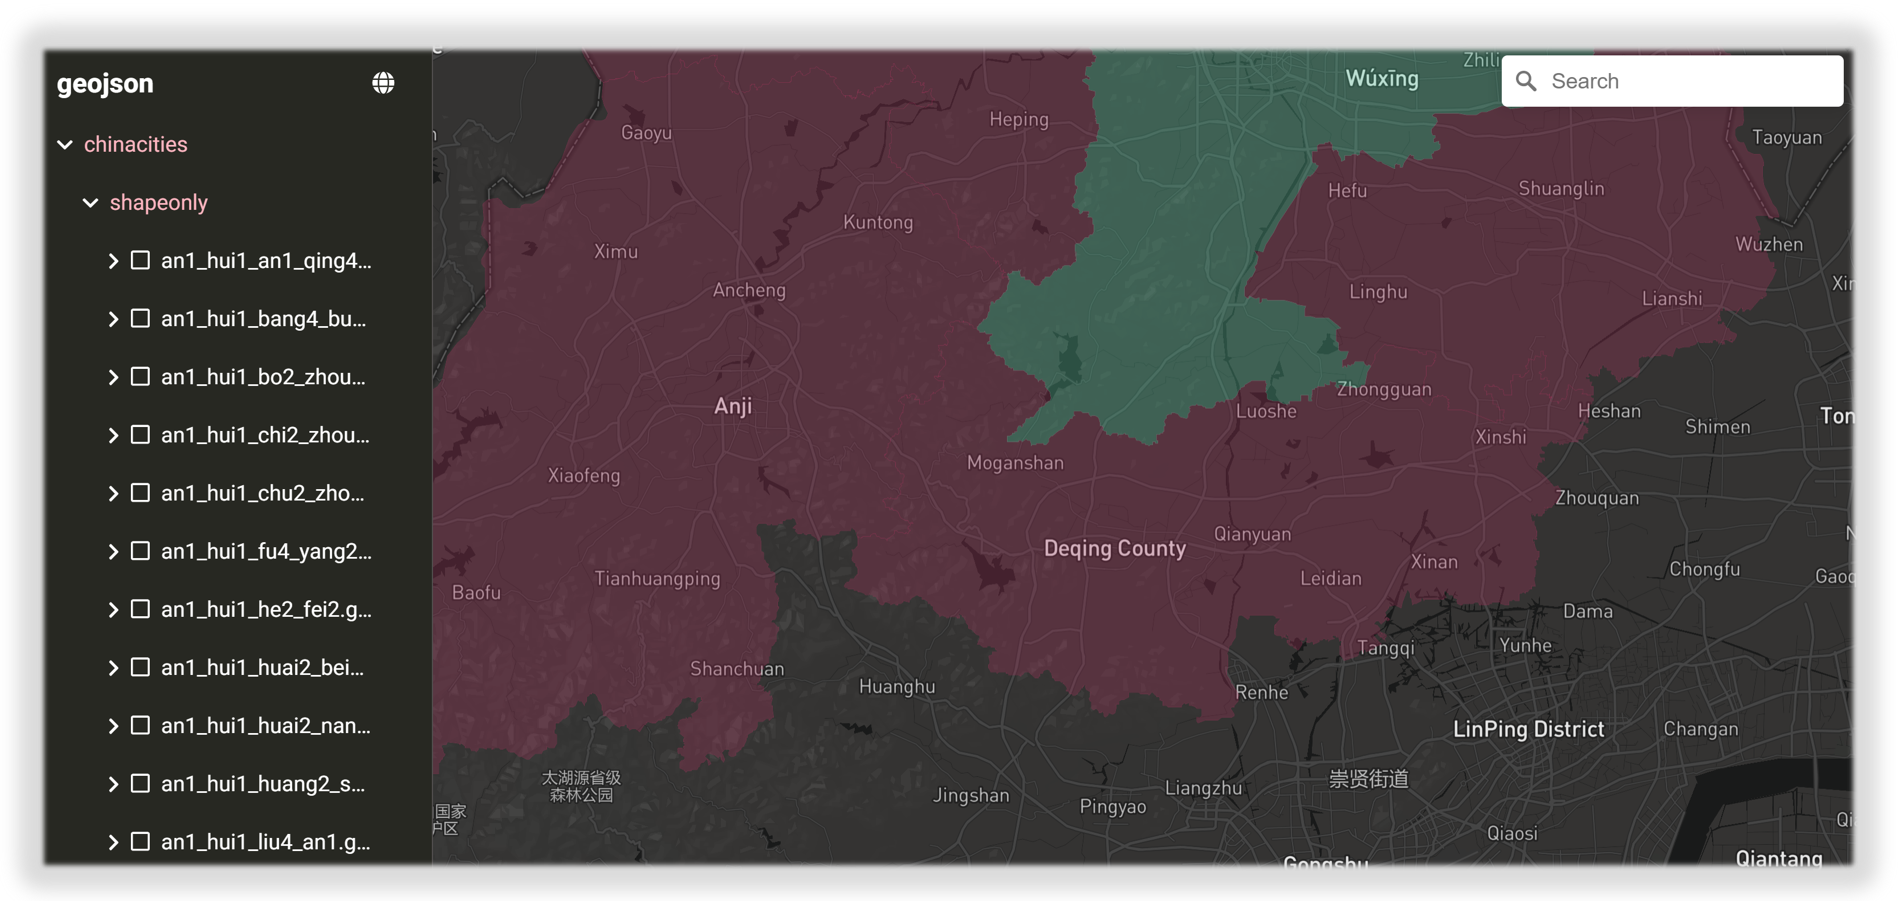 geojson
chinacities
shapeonly
an1_hui1_an1_qing4...
an1_hui1_bang4_bu...
an1_hui1_bo2_zhou...
an1_hui1_chi2_zhou...
an1_hui1_chu2_zho...
an1_hui1_fu4_yang2...
an1_hui1_he2_fei2.g...
an1_hui1_huai2_bei...
an1_hui1_huai2_nan...
an1_hui1_huang2_s...
an1_hui1_liu4_an1.g...
Search
Zhili
Wúxīng
Heping
Gaoyu
Taoyuan
Hefu
Shuanglin
Kuntong
Ximu
Wuzhen
Ancheng
Linghu
Lianshi
Xin
Zhongguan
Anji
Luoshe
Heshan
Shimen
Ton
Xinshi
Moganshan
Xiaofeng
Zhouquan
Qianyuan
Deqing County
Xinan
Chongfu
Gaoq
Tianhuangping
Leidian
Baofu
Dama
Tangqi
Yunhe
Shanchuan
Huanghu
Renhe
LinPing District
Changan
太湖源省级
森林公园
崇贤街道
Liangzhu
Jingshan
Pingyao
国家
护区
Qiaosi
Qi
Gongshu
Qiantang